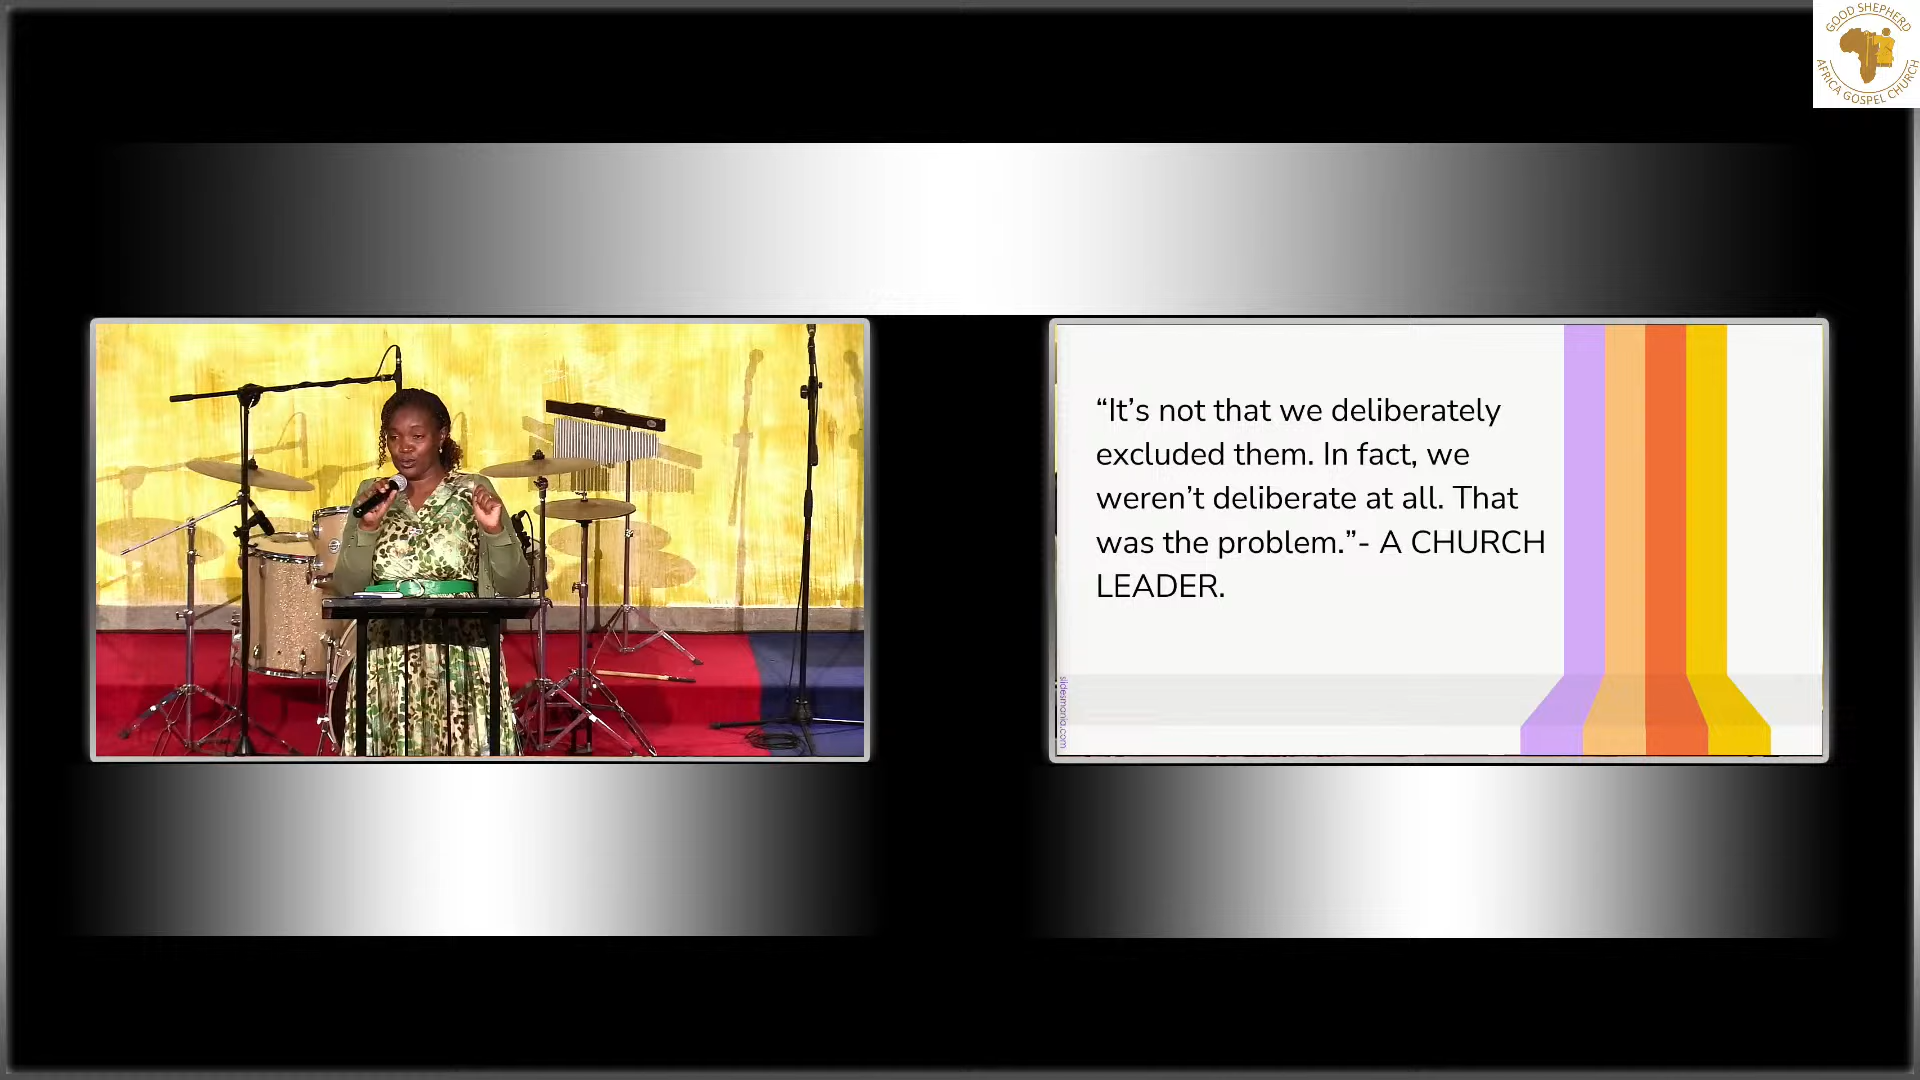 GOOD SHEPHERD
AFRICA GOSPEL CHURCH
“It’s not that we deliberately
excluded them. In fact, we
weren’t deliberate at all. That
was the problem.”- A CHURCH
LEADER.
slidesmania.com